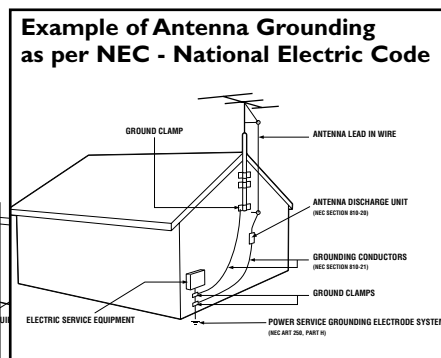 Example of Antenna Grounding
as per NEC - National Electric Code
GROUND CLAMP
ANTENNA LEAD IN WIRE
ANTENNA DISCHARGE UNIT
(NEC SECTION 810-20)
GROUNDING CONDUCTORS
(NEC SECTION 810-21)
GROUND CLAMPS
ELECTRIC SERVICE EQUIPMENT
POWER SERVICE GROUNDING ELECTRODE SYSTEM
(NEC ART 250, PART H)